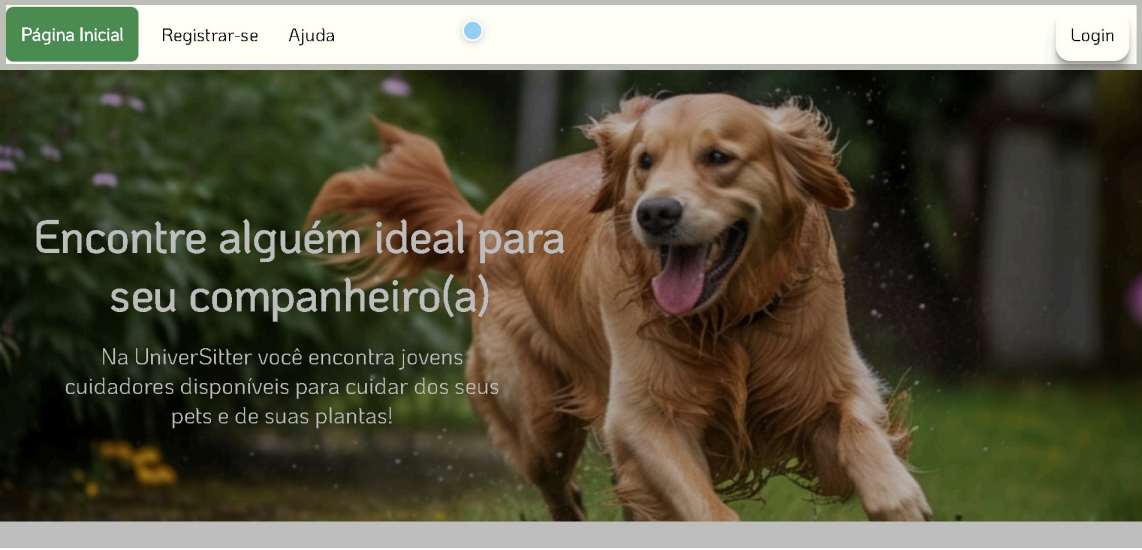 Página Inicial Registrar-se Ajuda Login
Encontre alguém ideal para
seu companheiro(a)
Na UniverSitter você encontra jovens
cuidadores disponíveis para cuidar dos seus
pets e de suas plantas!